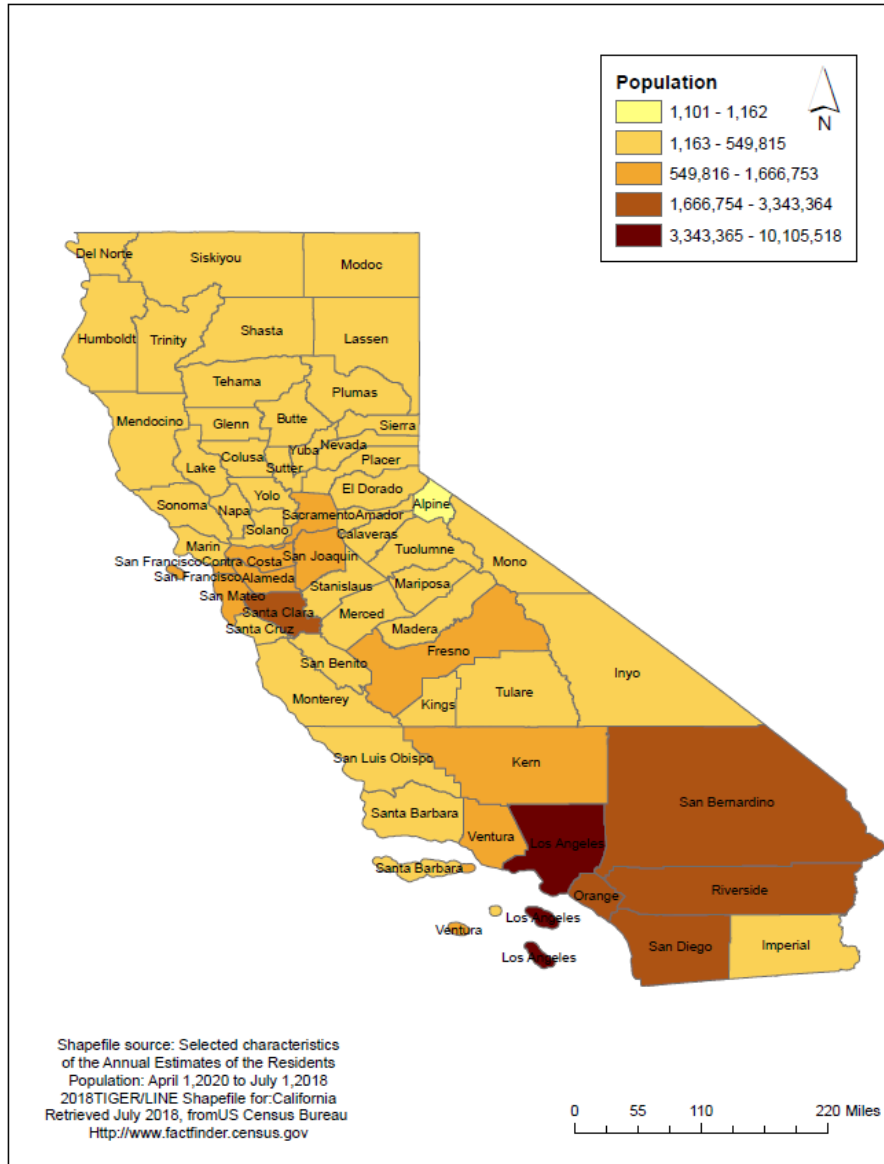 Population
1,101 - 1,162
1,163 - 549,815
549,816 - 1,666,753
1,666,754 - 3,343,364
3,343,365 - 10,105,518
N
Del Norte
Siskiyou
Modoc
Humboldt
Trinity
Shasta
Lassen
Tehama
Plumas
Mendocino
Glenn
Butte
Sierra
Lake
Colusa
Sutter
Yuba
Nevada
Placer
El Dorado
Alpine
Sonoma
Napa
Yolo
Sacramento
Amador
Solano
Calaveras
Marin
San Francisco
Contra Costa
San Joaquin
Tuolumne
Mono
San Francisco
Alameda
Stanislaus
Mariposa
San Mateo
Santa Clara
Merced
Santa Cruz
Madera
Fresno
San Benito
Inyo
Monterey
Kings
Tulare
San Luis Obispo
Kern
San Bernardino
Santa Barbara
Ventura
Los Angeles
Santa Barbara
Orange
Riverside
Ventura
Los Angeles
San Diego
Imperial
Los Angeles
Shapefile source: Selected characteristics
of the Annual Estimates of the Residents
Population: April 1,2020 to July 1,2018
2018TIGER/LINE Shapefile for:California
Retrieved July 2018, fromUS Census Bureau
Http://www.factfinder.census.gov
0 55 110 220 Miles